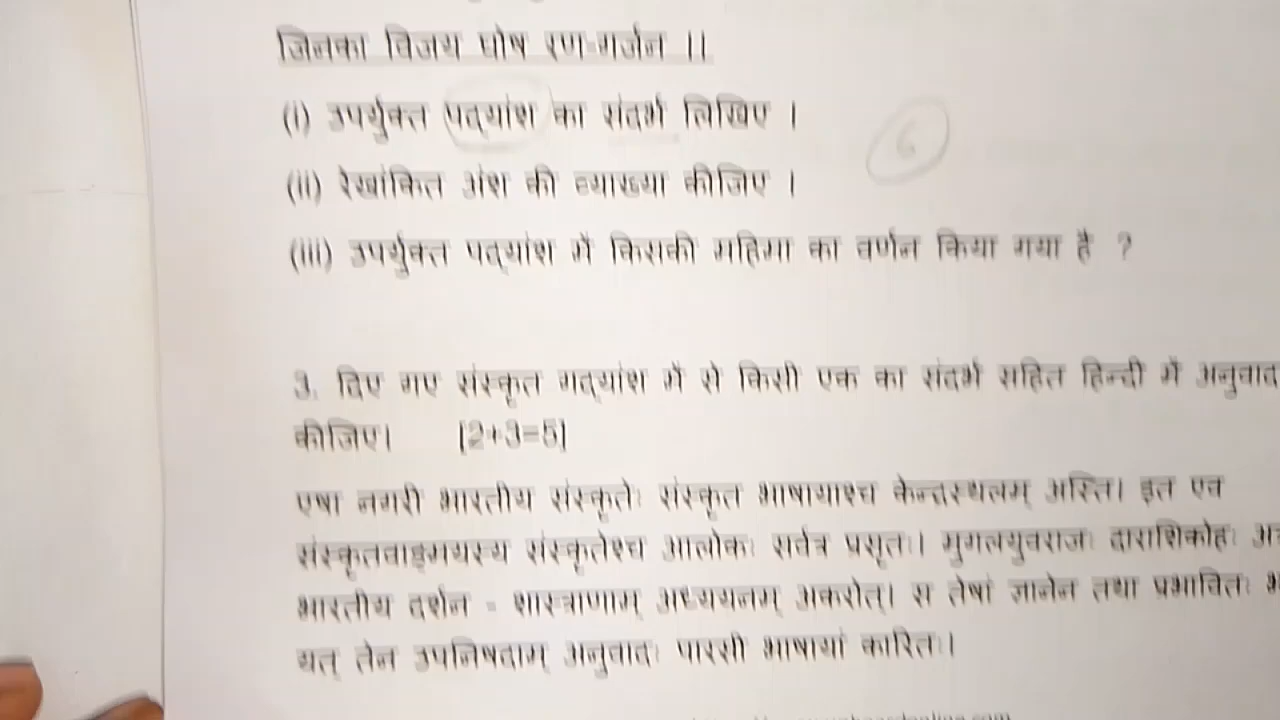 जिनका विजय घोष रण-गर्जन ।।
(i) उपर्युक्त पद्यांश का संदर्भ लिखिए ।
6
(ii) रेखांकित अंश की व्याख्या कीजिए ।
(iii) उपर्युक्त पद्यांश में किसकी महिमा का वर्णन किया गया है ?
3. दिए गए संस्कृत गद्यांश में से किसी एक का संदर्भ सहित हिन्दी में अनुवाद
कीजिए। [2+3=5]
एषा नगरी भारतीय संस्कृतेः संस्कृत भाषायाश्च केन्द्रस्थलम् अस्ति। इत एव
संस्कृतवाङ्मयस्य संस्कृतेश्च आलोकः सर्वत्र प्रसृतः। मुगलयुवराजः दाराशिकोहः
भारतीय दर्शन - शास्त्राणाम् अध्ययनम् अकरोत्। स तेषां ज्ञानेन तथा प्रभावितः
यत् तेन उपनिषदाम् अनुवादः पारसी भाषायां कारितः।